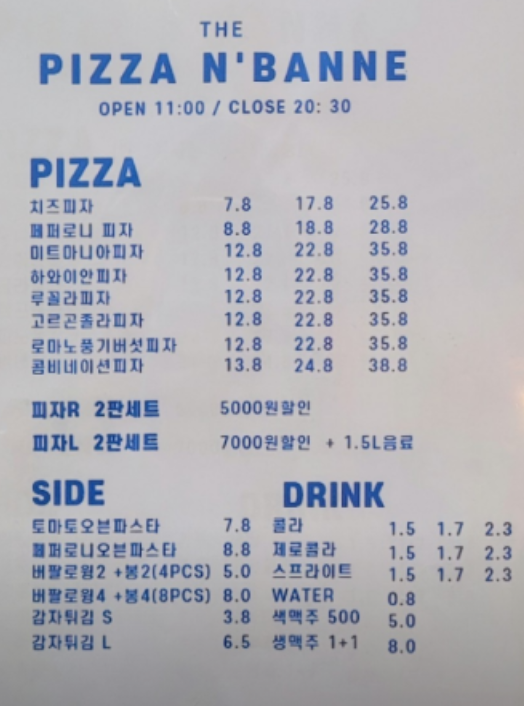 THE
PIZZA N'BANNE
OPEN 11:00 / CLOSE 20: 30
PIZZA
치즈피자 7.8 17.8 25.8
페퍼로니 피자 8.8 18.8 28.8
미트마니아피자 12.8 22.8 35.8
하와이안피자 12.8 22.8 35.8
루꼴라피자 12.8 22.8 35.8
고르곤졸라피자 12.8 22.8 35.8
로마노풍기버섯피자 12.8 22.8 35.8
콤비네이션피자 13.8 24.8 38.8
피자R 2판세트 5000원할인
피자L 2판세트 7000원할인 + 1.5L음료
SIDE
토마토오븐파스타 7.8
페퍼로니오븐파스타 8.8
버팔로윙2 +봉2(4PCS) 5.0
버팔로윙4 +봉4(8PCS) 8.0
감자튀김 S 3.8
감자튀김 L 6.5
DRINK
콜라 1.5 1.7 2.3
제로콜라 1.5 1.7 2.3
스프라이트 1.5 1.7 2.3
WATER 0.8
색맥주 500 5.0
생맥주 1+1 8.0